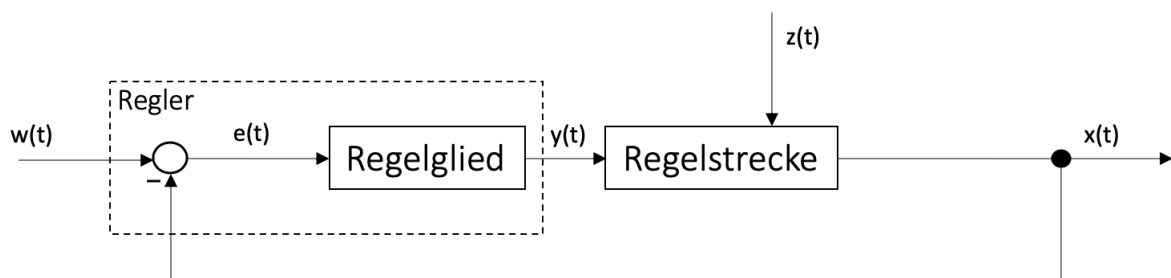 z(t)
Regler
w(t)
e(t)
y(t)
x(t)
Regelglied
Regelstrecke
–